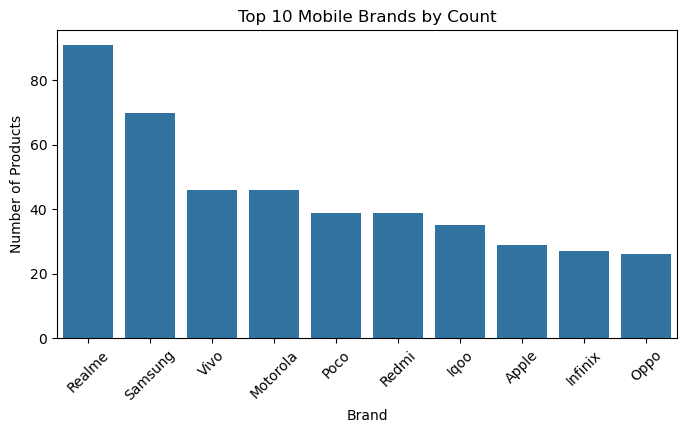 Top 10 Mobile Brands by Count
Number of Products
80
60
40
20
0
Realme
Samsung
Vivo
Motorola
Poco
Redmi
Iqoo
Apple
Infinix
Oppo
Brand